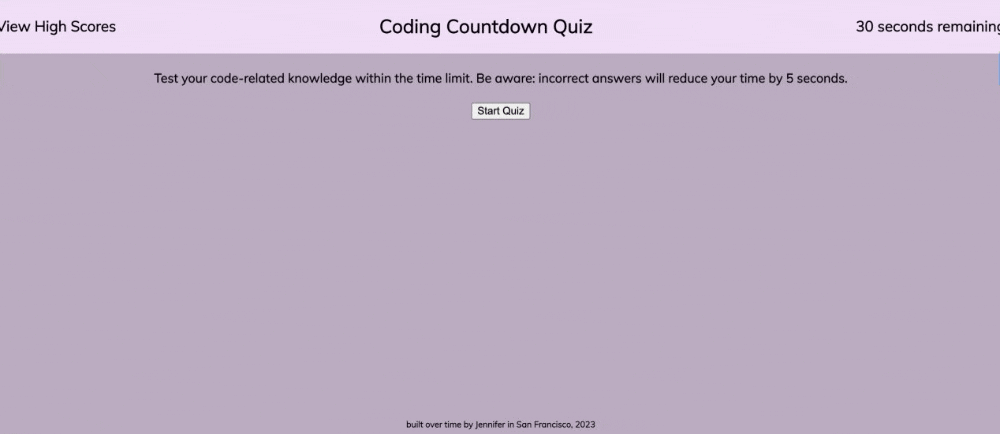 View High Scores
Coding Countdown Quiz
30 seconds remaining
Test your code-related knowledge within the time limit. Be aware: incorrect answers will reduce your time by 5 seconds.
Start Quiz
built over time by Jennifer in San Francisco, 2023